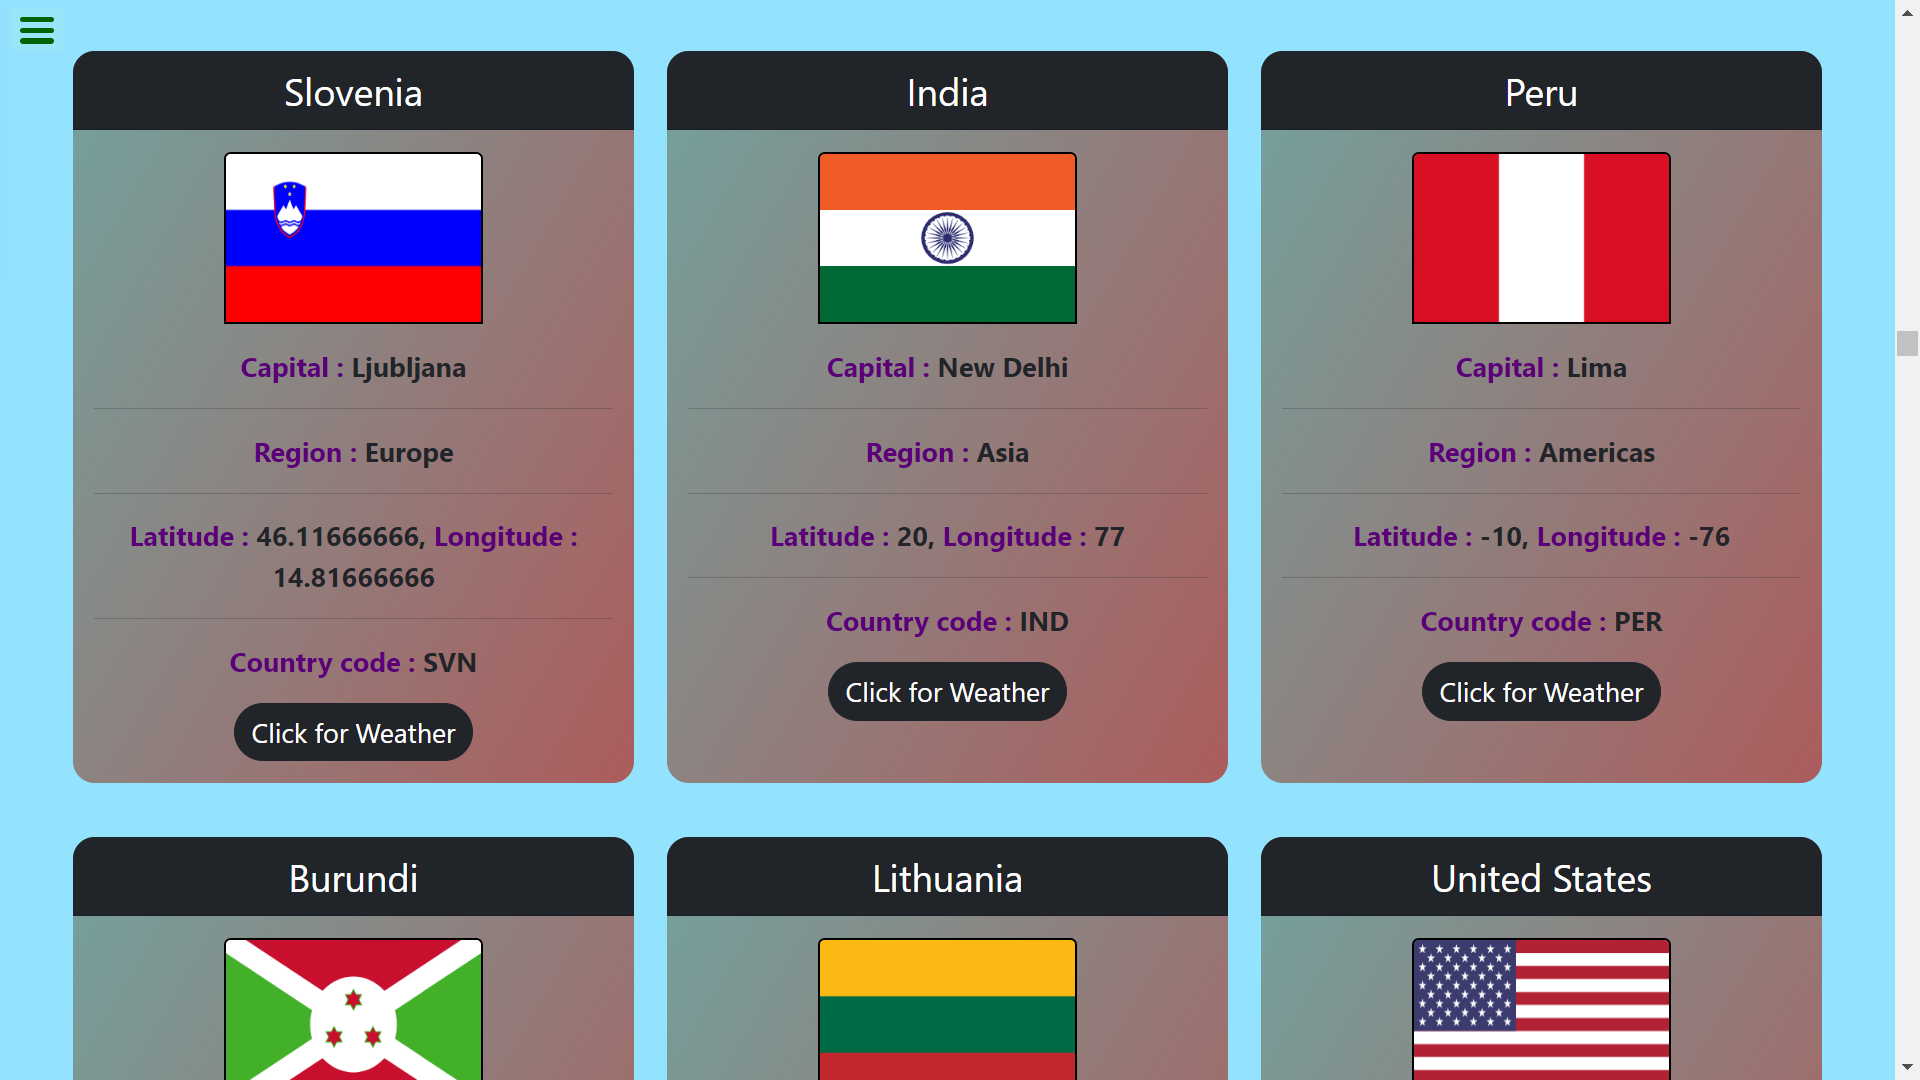 Slovenia
Capital : Ljubljana
Region : Europe
Latitude : 46.11666666, Longitude :
14.81666666
Country code : SVN
Click for Weather
India
Capital : New Delhi
Region : Asia
Latitude : 20, Longitude : 77
Country code : IND
Click for Weather
Peru
Capital : Lima
Region : Americas
Latitude : -10, Longitude : -76
Country code : PER
Click for Weather
Burundi
Lithuania
United States